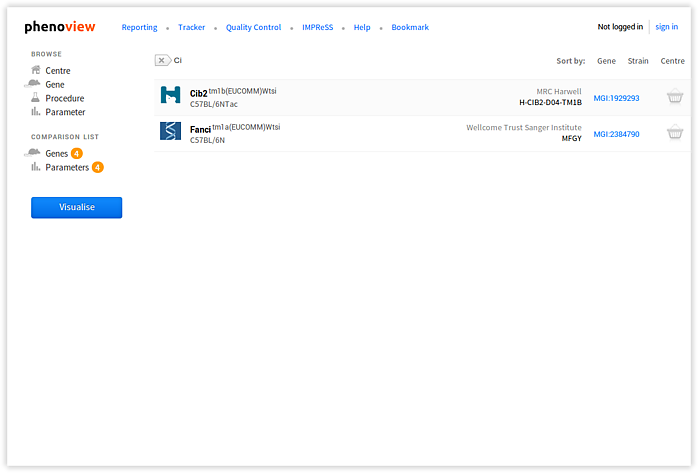 phenoview Reporting Tracker Quality Control IMPReSS Help Bookmark Not logged in sign in
BROWSE
Centre
Gene
Procedure
Parameter
COMPARISON LIST
Genes 4
Parameters 4
Visualise
Ci Sort by: Gene Strain Centre
Cib2 tm1b(EUCOMM)Wtsi MRC Harwell
C57BL/6NTac H-CIB2-D04-TM1B MGI:1929293
Fanci tm1a(EUCOMM)Wtsi Wellcome Trust Sanger Institute
C57BL/6N MFGY MGI:2384790